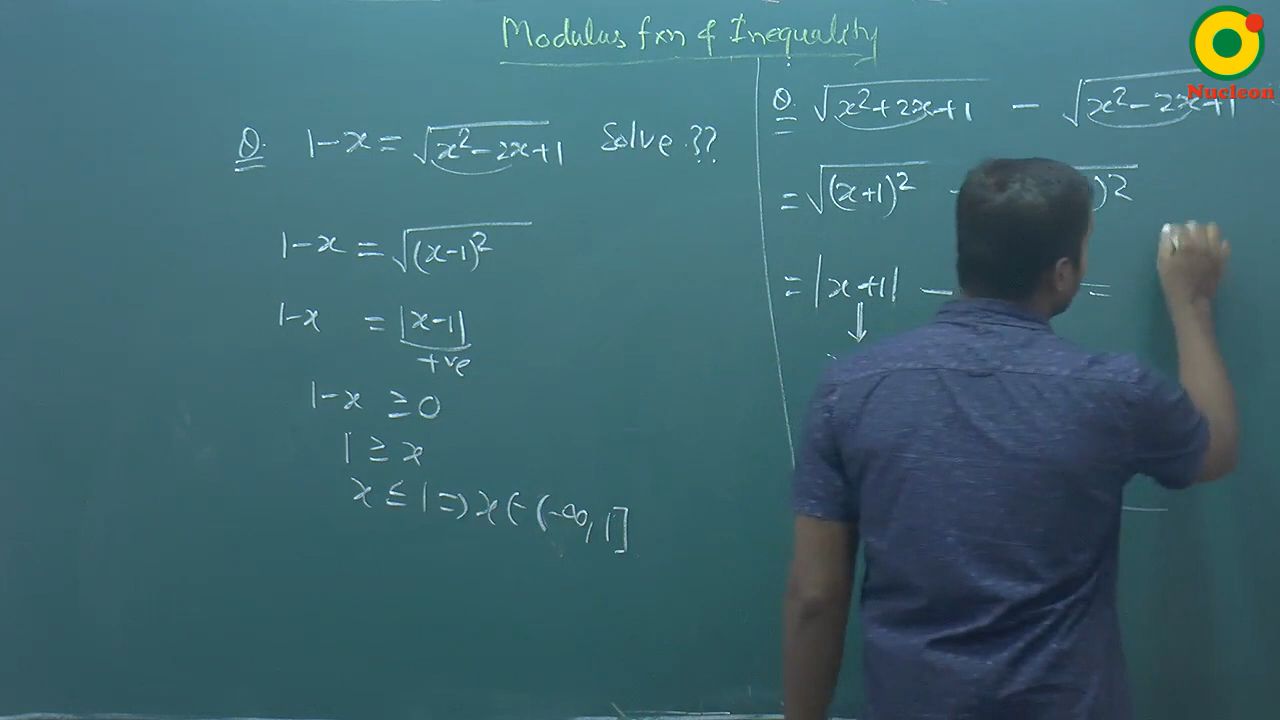 Modulus fxn & Inequality
Nucleon
Q. 1-x = √x²-2x+1 Solve ??
1-x = √(x-1)²
1-x = |x-1|
+ve
1-x ≥ 0
1 ≥ x
x ≤ 1 => x ∈ (-∞, 1]
Q. √x²+2x+1 - √x²-2x+1
= √(x+1)² - )²
= |x+1| - =